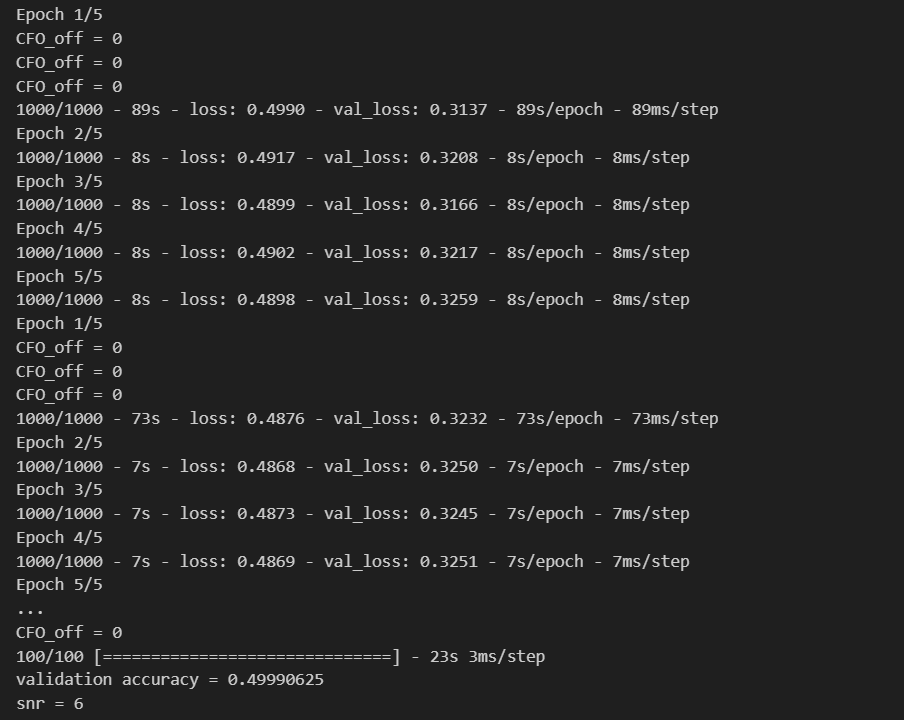 Epoch 1/5
CFO_off = 0
CFO_off = 0
CFO_off = 0
1000/1000 - 89s - loss: 0.4990 - val_loss: 0.3137 - 89s/epoch - 89ms/step
Epoch 2/5
1000/1000 - 8s - loss: 0.4917 - val_loss: 0.3208 - 8s/epoch - 8ms/step
Epoch 3/5
1000/1000 - 8s - loss: 0.4899 - val_loss: 0.3166 - 8s/epoch - 8ms/step
Epoch 4/5
1000/1000 - 8s - loss: 0.4902 - val_loss: 0.3217 - 8s/epoch - 8ms/step
Epoch 5/5
1000/1000 - 8s - loss: 0.4898 - val_loss: 0.3259 - 8s/epoch - 8ms/step
Epoch 1/5
CFO_off = 0
CFO_off = 0
CFO_off = 0
1000/1000 - 73s - loss: 0.4876 - val_loss: 0.3232 - 73s/epoch - 73ms/step
Epoch 2/5
1000/1000 - 7s - loss: 0.4868 - val_loss: 0.3250 - 7s/epoch - 7ms/step
Epoch 3/5
1000/1000 - 7s - loss: 0.4873 - val_loss: 0.3245 - 7s/epoch - 7ms/step
Epoch 4/5
1000/1000 - 7s - loss: 0.4869 - val_loss: 0.3251 - 7s/epoch - 7ms/step
Epoch 5/5
...
CFO_off = 0
100/100 [==============================] - 23s 3ms/step
validation accuracy = 0.49990625
snr = 6